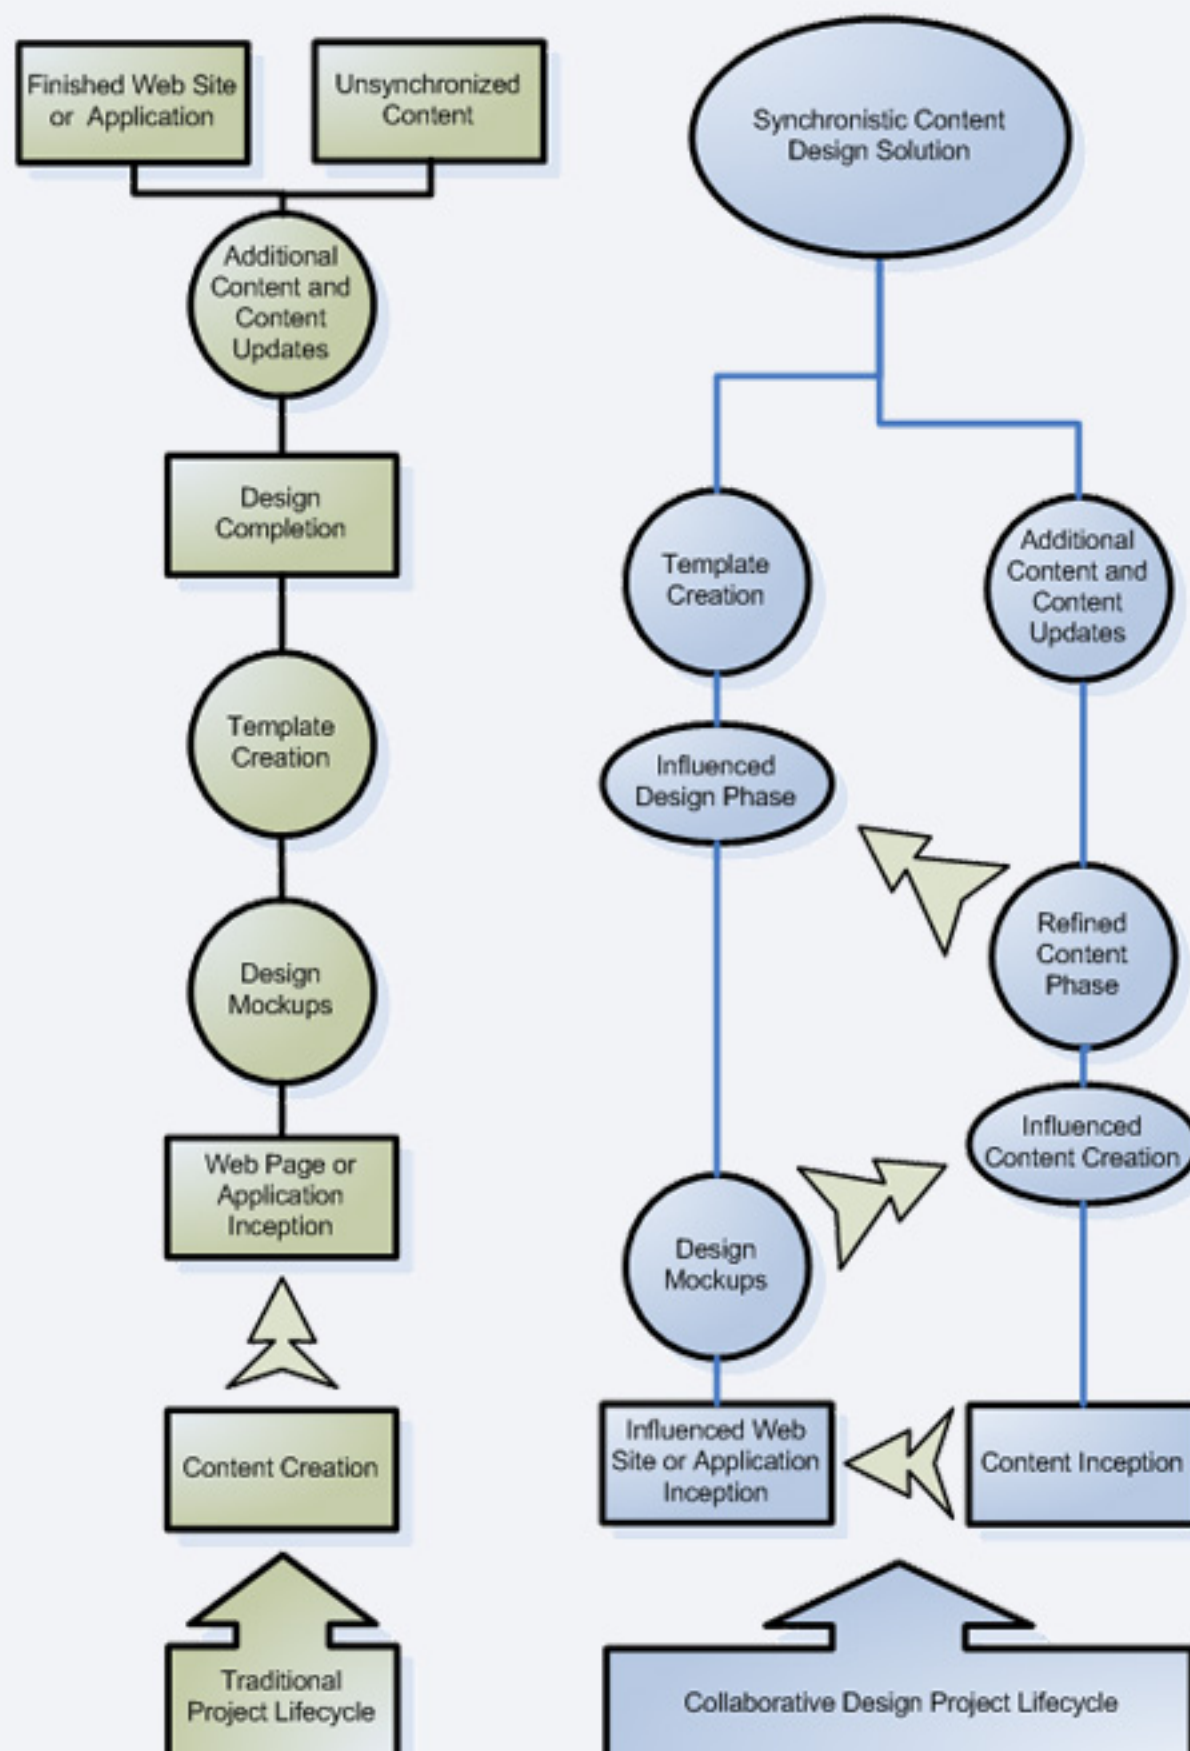 Finished Web Site
or Application
Unsynchronized
Content
Additional
Content and
Content
Updates
Design
Completion
Template
Creation
Design
Mockups
Web Page or
Application
Inception
Content Creation
Traditional
Project Lifecycle
Synchronistic Content
Design Solution
Template
Creation
Additional
Content and
Content
Updates
Influenced
Design Phase
Refined
Content
Phase
Influenced
Content Creation
Design
Mockups
Influenced Web
Site or Application
Inception
Content Inception
Collaborative Design Project Lifecycle